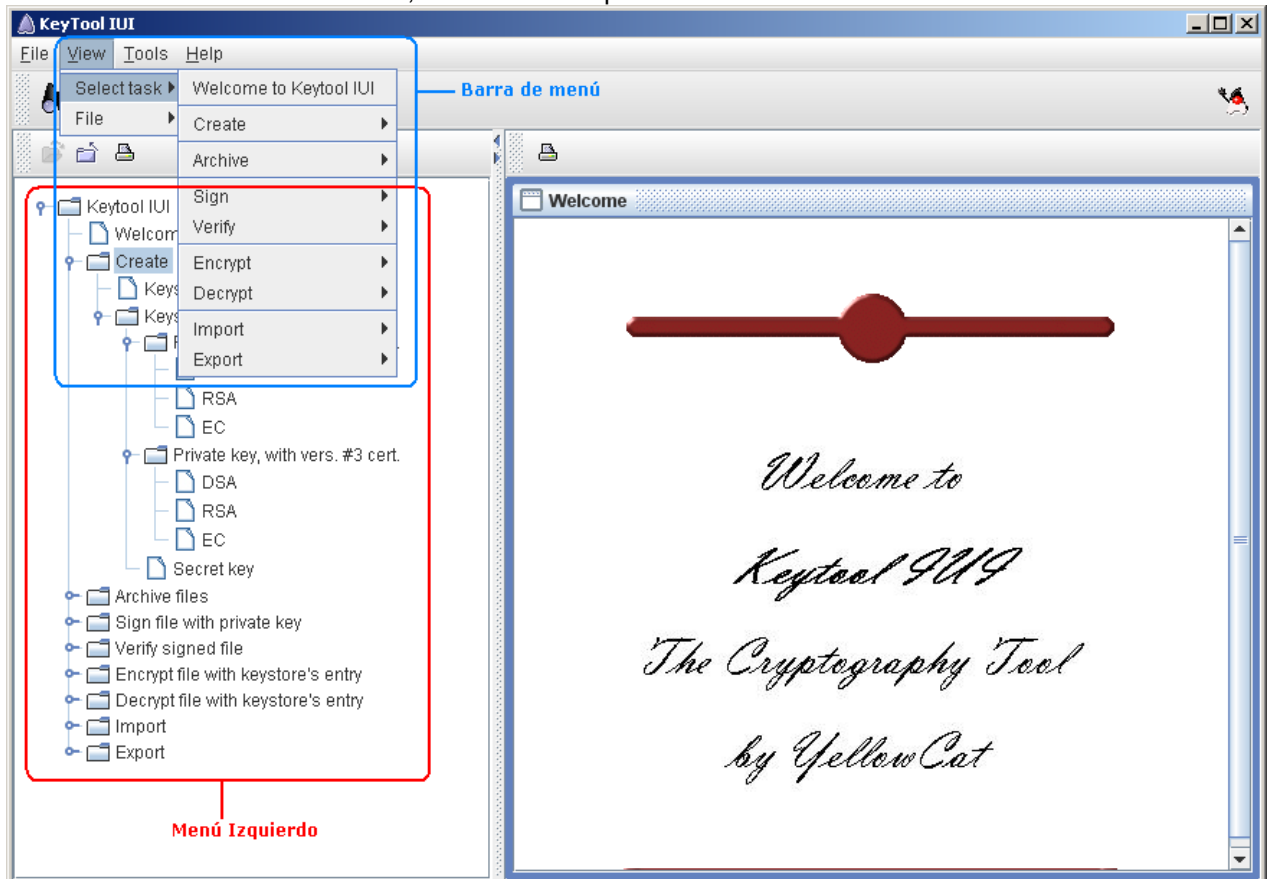 KeyTool IUI
File View Tools Help
Select task
File
Welcome to Keytool IUI
Create
Archive
Sign
Verify
Encrypt
Decrypt
Import
Export
Barra de menú
Keytool IUI
Create
RSA
EC
Private key, with vers. #3 cert.
DSA
RSA
EC
Secret key
Archive files
Sign file with private key
Verify signed file
Encrypt file with keystore's entry
Decrypt file with keystore's entry
Import
Export
Menú Izquierdo
Welcome
Welcome to
Keytool IUI
The Cryptography Tool
by YellowCat